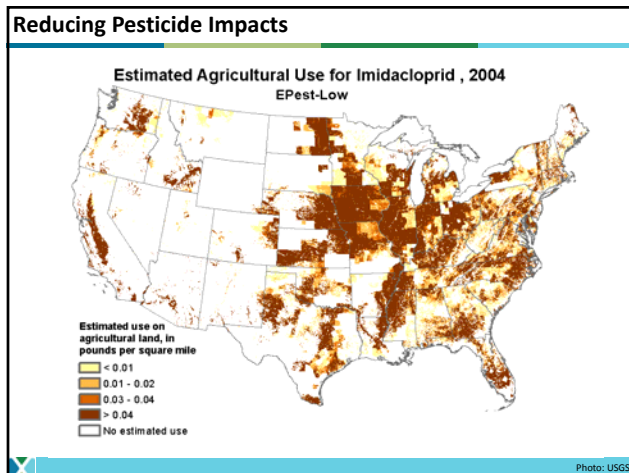 Reducing Pesticide Impacts
Estimated Agricultural Use for Imidacloprid , 2004
EPest-Low
Estimated use on
agricultural land, in
pounds per square mile
< 0.01
0.01 - 0.02
0.03 - 0.04
> 0.04
No estimated use
Photo: USGS